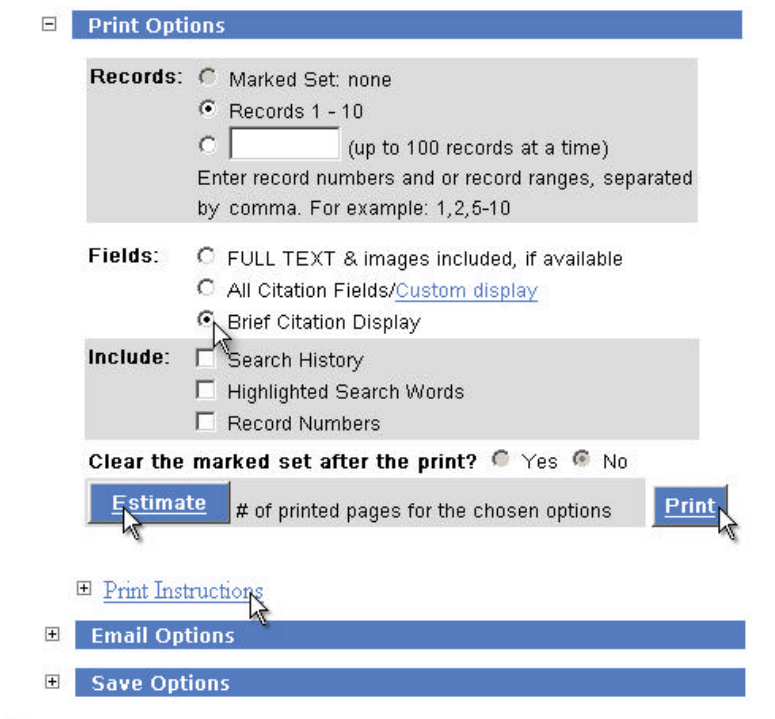 Print Options
Records: Marked Set: none
Records 1 - 10
(up to 100 records at a time)
Enter record numbers and or record ranges, separated
by comma. For example: 1,2,5-10
Fields: FULL TEXT & images included, if available
All Citation Fields/Custom display
Brief Citation Display
Include: Search History
Highlighted Search Words
Record Numbers
Clear the marked set after the print? Yes No
Estimate # of printed pages for the chosen options Print
Print Instructions
Email Options
Save Options